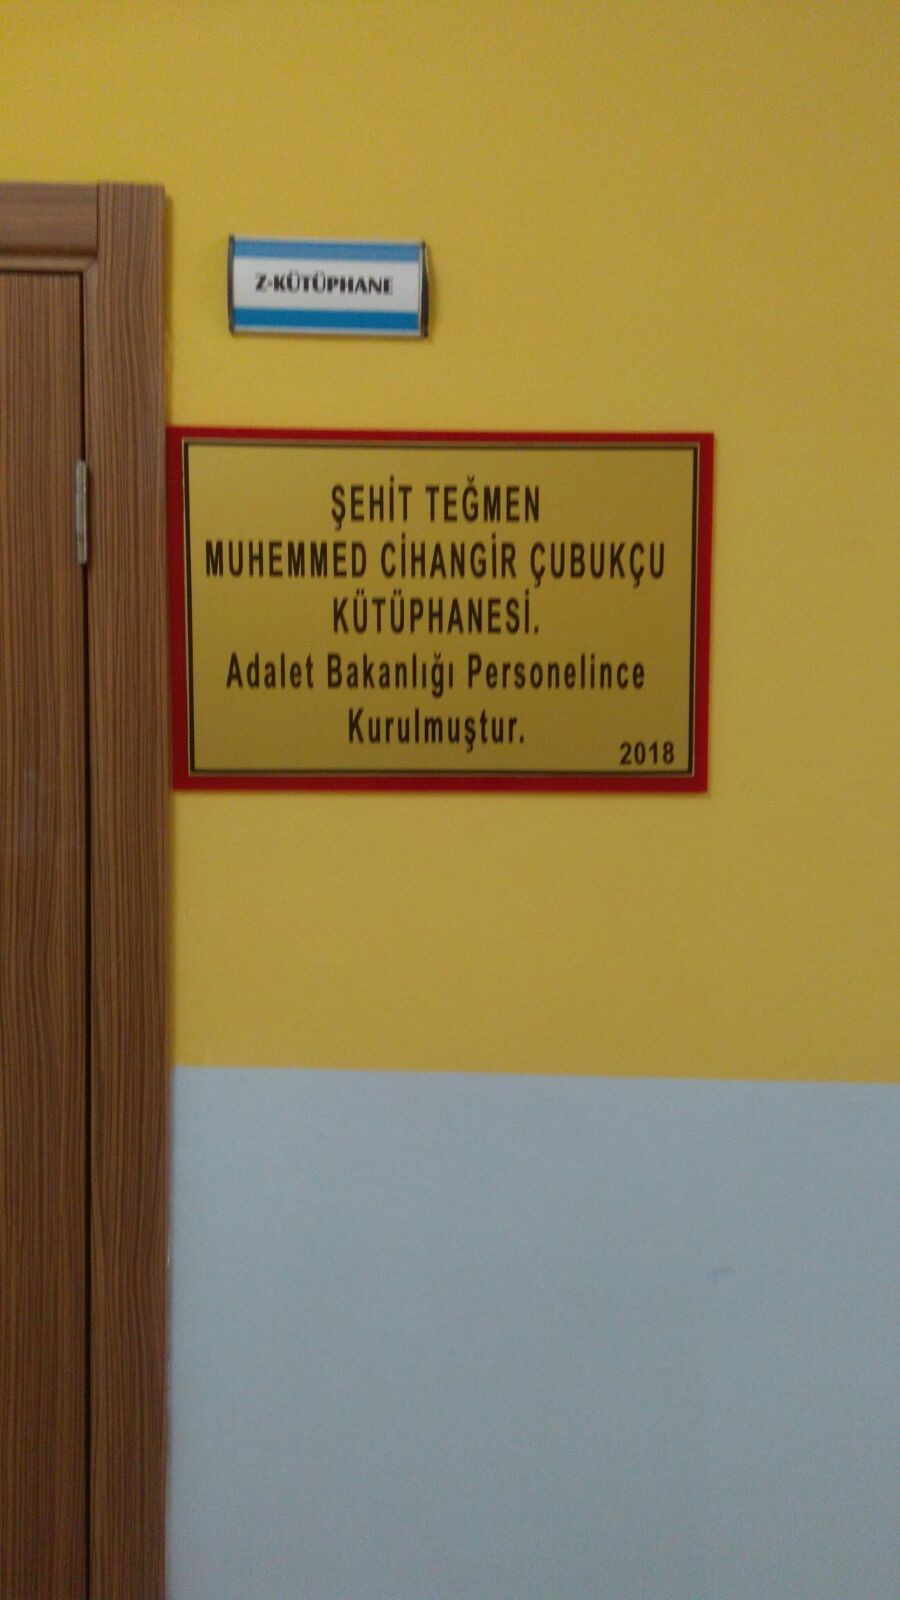 Z-KÜTÜPHANE
ŞEHİT TEĞMEN
MUHEMMED CİHANGİR ÇUBUKÇU
KÜTÜPHANESİ.
Adalet Bakanlığı Personelince
Kurulmuştur.
2018